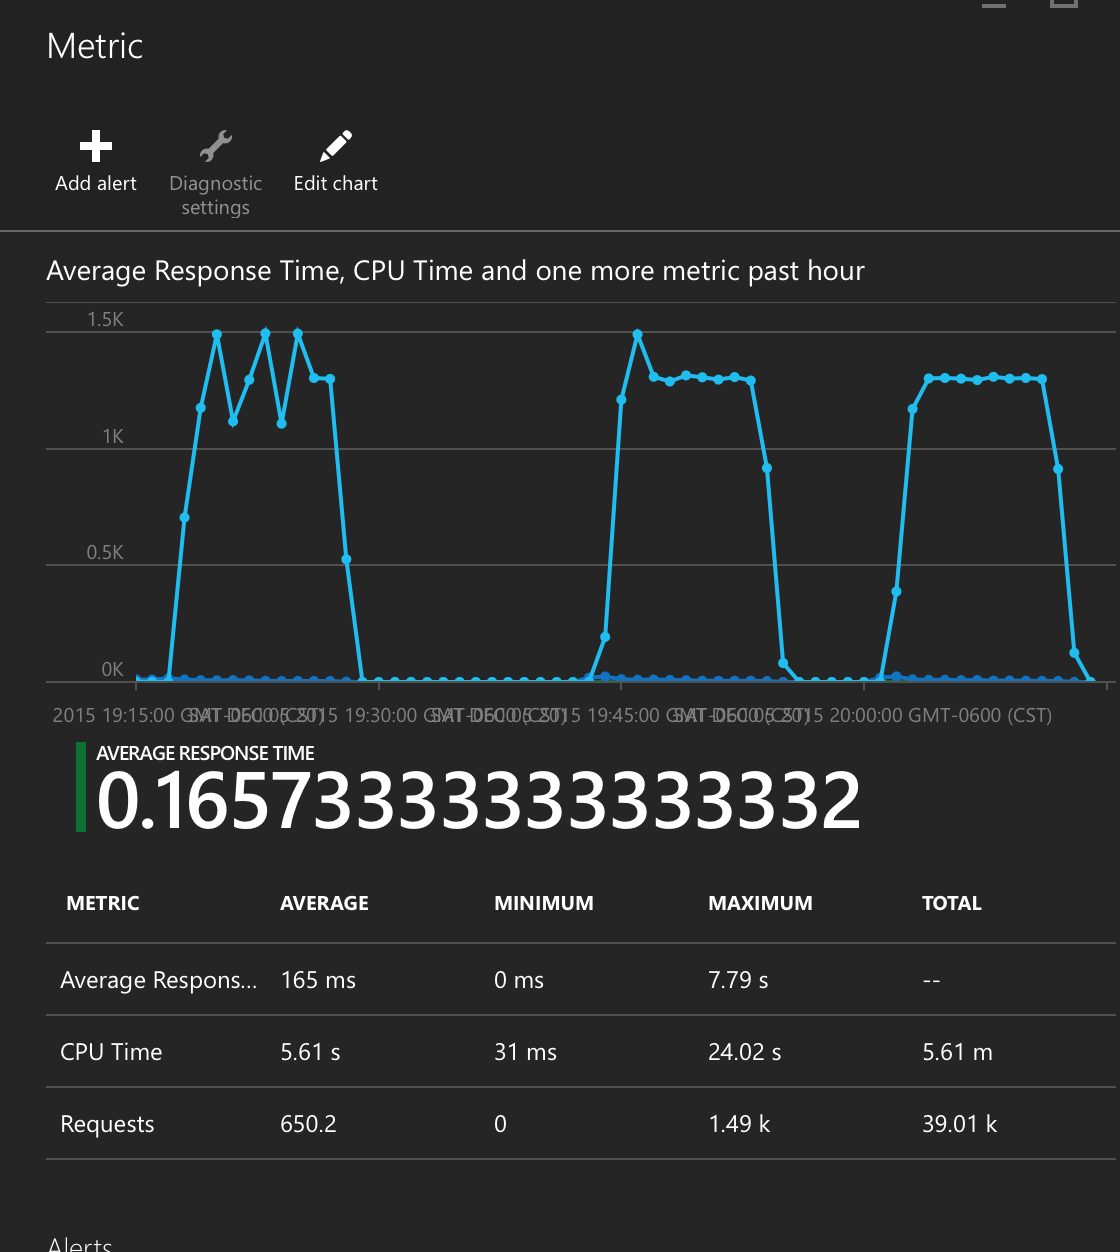 Metric
Add alert
Diagnostic settings
Edit chart
Average Response Time, CPU Time and one more metric past hour
1.5K
1K
0.5K
0K
2015 19:15:00 GMT-0600 (CST) 2015 19:30:00 GMT-0600 (CST) 2015 19:45:00 GMT-0600 (CST) 2015 20:00:00 GMT-0600 (CST)
AVERAGE RESPONSE TIME
0.16573333333333332
METRIC AVERAGE MINIMUM MAXIMUM TOTAL
Average Respons... 165 ms 0 ms 7.79 s --
CPU Time 5.61 s 31 ms 24.02 s 5.61 m
Requests 650.2 0 1.49 k 39.01 k
Alerts